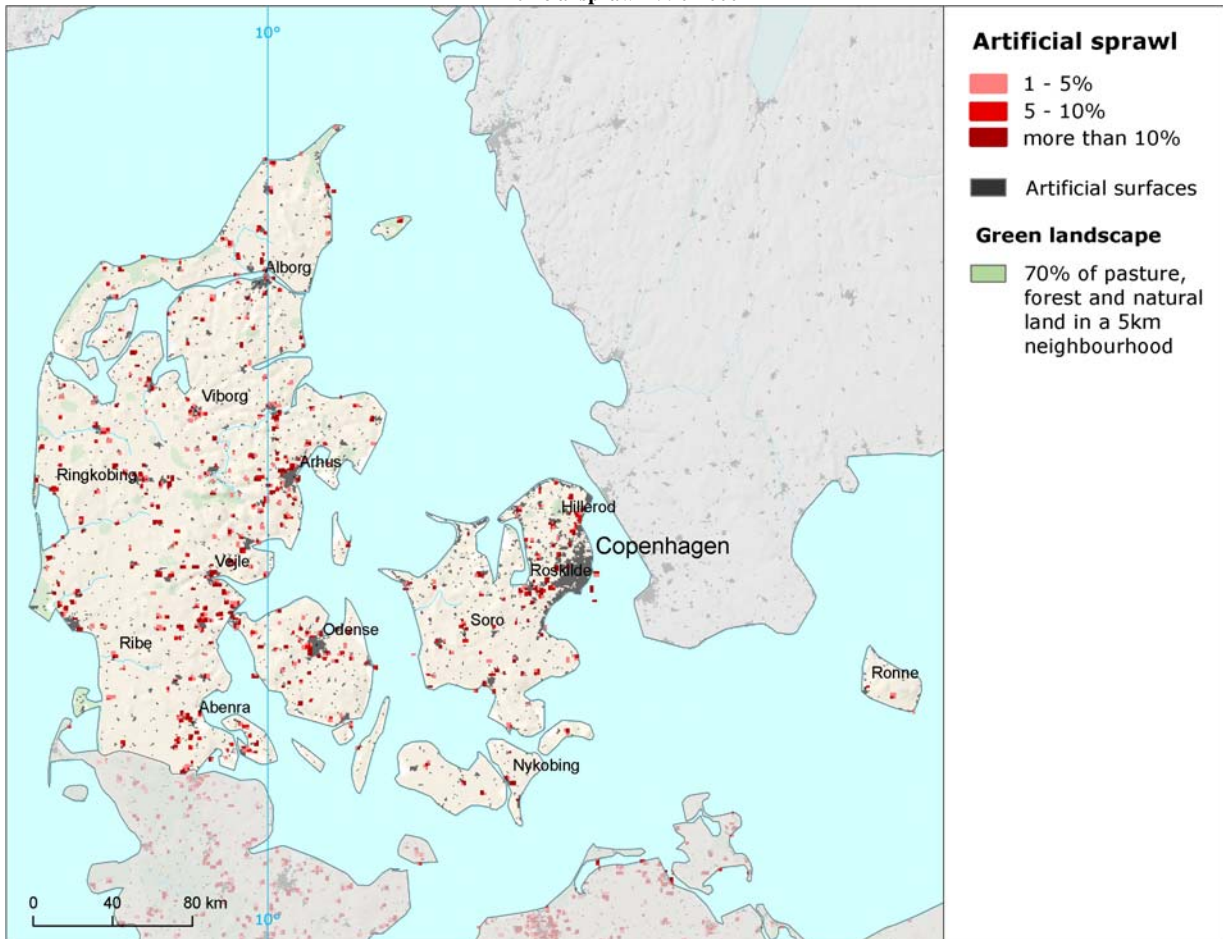 10°
Alborg
Viborg
Arhus
Ringkobing
Hillerod
Copenhagen
Roskilde
Vejle
Soro
Odense
Ribe
Ronne
Abenra
Nykobing
0 40 80 km
10°
Artificial sprawl
1 - 5%
5 - 10%
more than 10%
Artificial surfaces
Green landscape
70% of pasture,
forest and natural
land in a 5km
neighbourhood